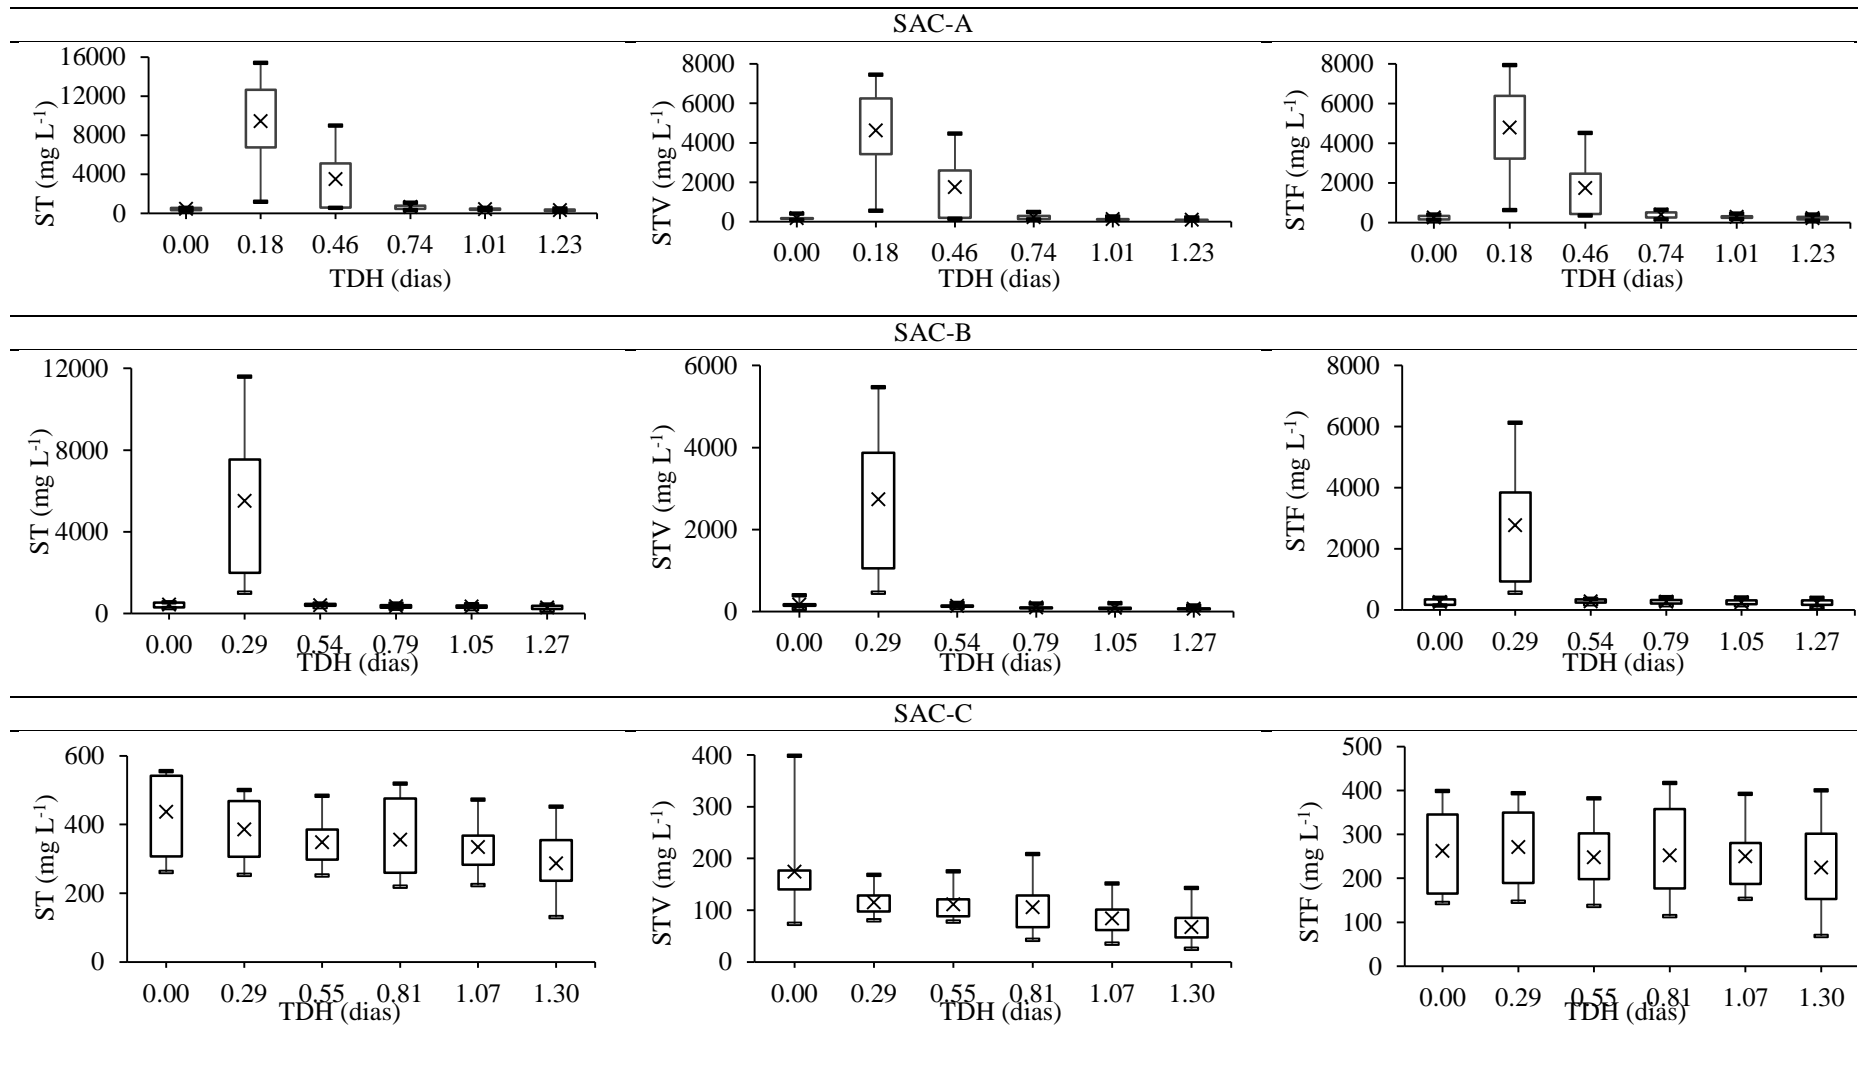 SAC-A
ST (mg L-1)
16000
12000
8000
4000
0
0.00 0.18 0.46 0.74 1.01 1.23
TDH (dias)
STV (mg L-1)
8000
6000
4000
2000
0
0.00 0.18 0.46 0.74 1.01 1.23
TDH (dias)
STF (mg L-1)
8000
6000
4000
2000
0
0.00 0.18 0.46 0.74 1.01 1.23
TDH (dias)
SAC-B
ST (mg L-1)
12000
8000
4000
0
0.00 0.29 0.54 0.79 1.05 1.27
TDH (dias)
STV (mg L-1)
6000
4000
2000
0
0.00 0.29 0.54 0.79 1.05 1.27
TDH (dias)
STF (mg L-1)
8000
6000
4000
2000
0
0.00 0.29 0.54 0.79 1.05 1.27
TDH (dias)
SAC-C
ST (mg L-1)
600
400
200
0
0.00 0.29 0.55 0.81 1.07 1.30
TDH (dias)
STV (mg L-1)
400
300
200
100
0
0.00 0.29 0.55 0.81 1.07 1.30
TDH (dias)
STF (mg L-1)
500
400
300
200
100
0
0.00 0.29 0.55 0.81 1.07 1.30
TDH (dias)